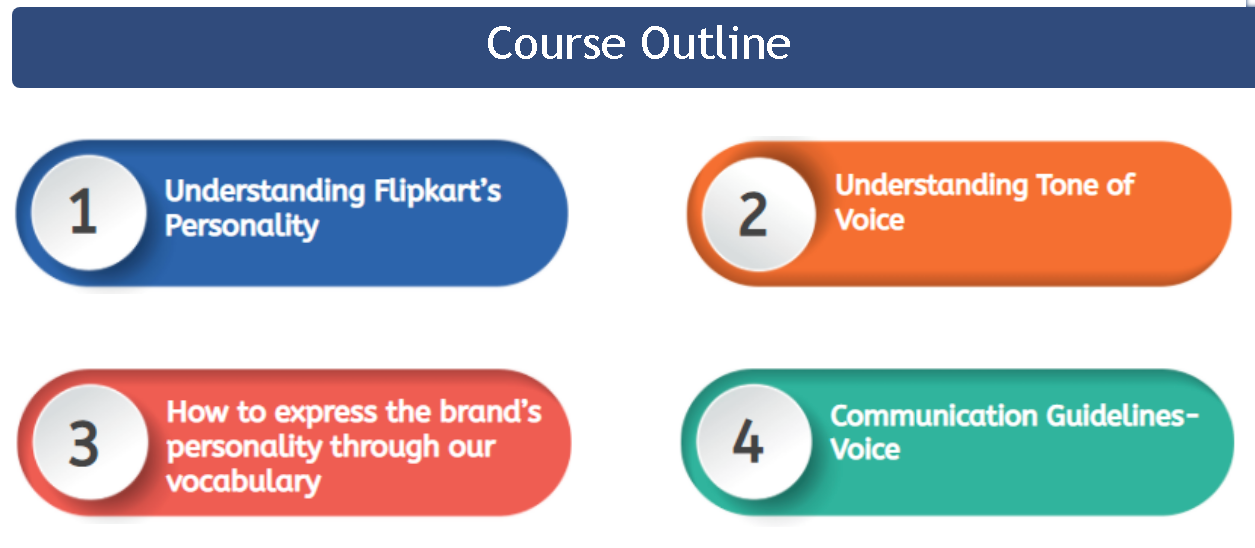 Course Outline
1
Understanding Flipkart's
Personality
2
Understanding Tone of
Voice
3
How to express the brand's
personality through our
vocabulary
4
Communication Guidelines-
Voice